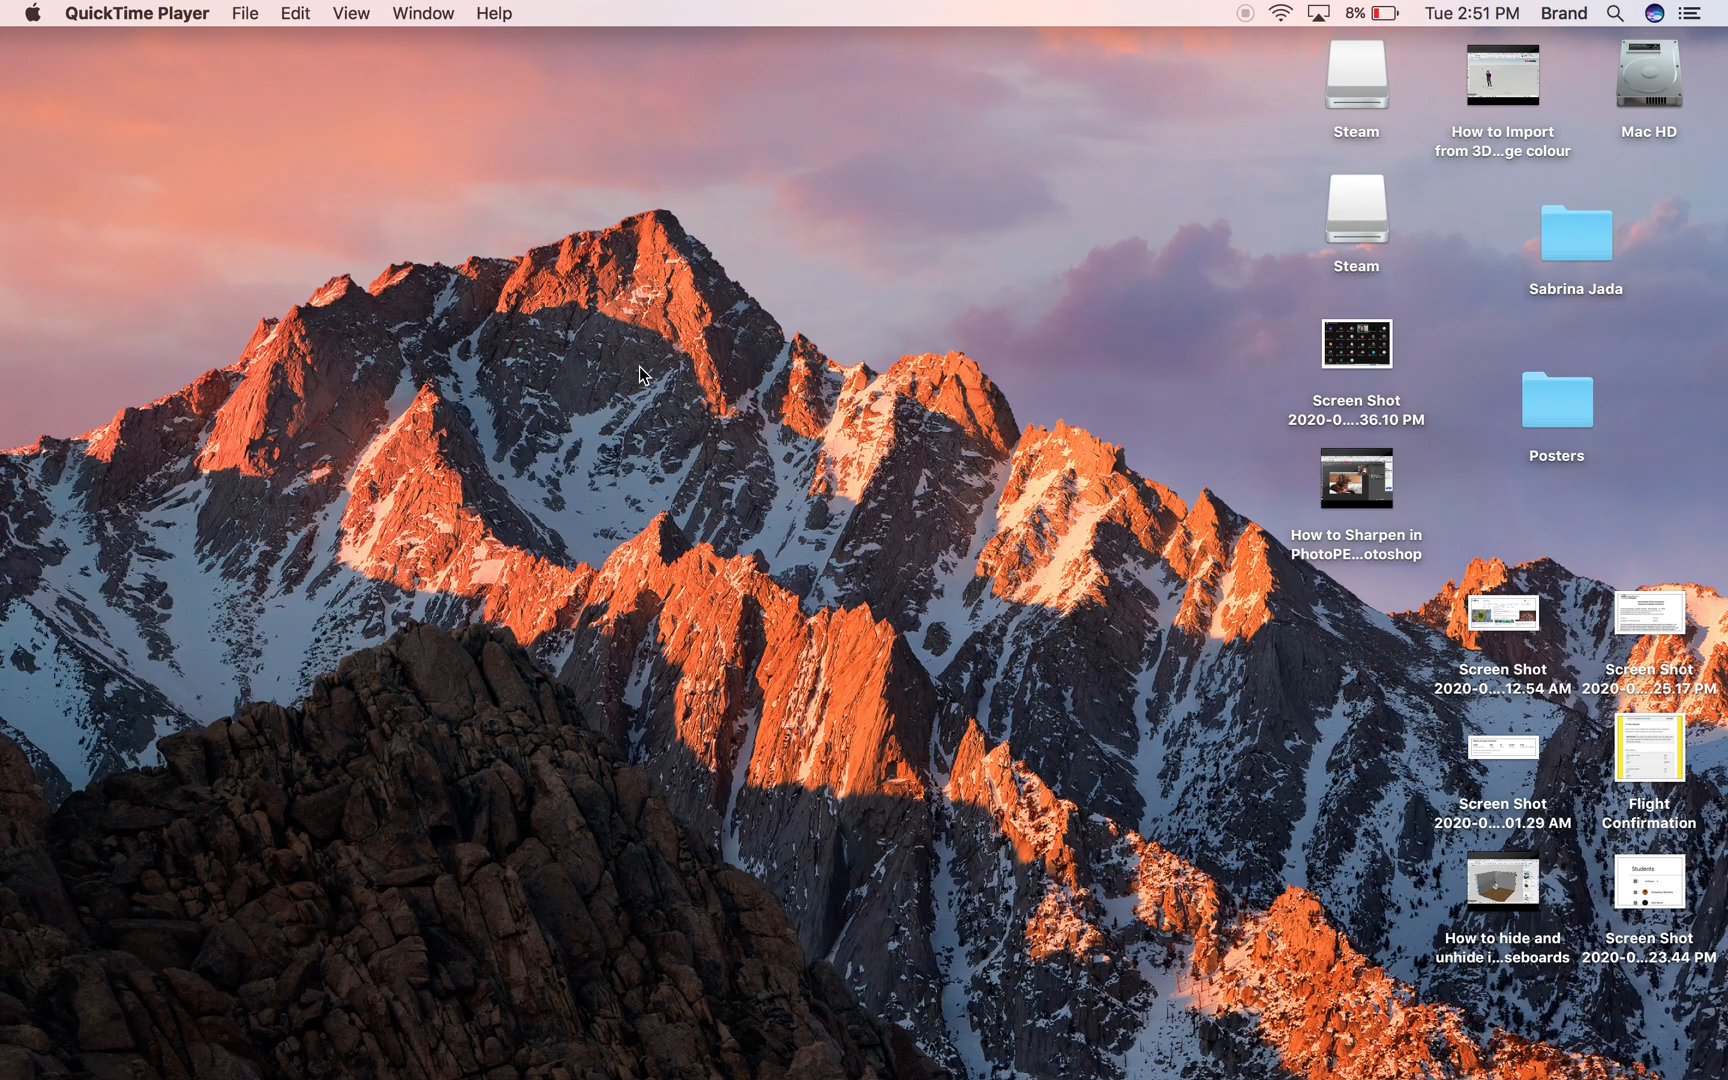 QuickTime Player File Edit View Window Help 8% Tue 2:51 PM Brand
Steam
How to Import
from 3D...ge colour
Mac HD
Steam
Sabrina Jada
Screen Shot
2020-0....36.10 PM
Posters
How to Sharpen in
PhotoPE...otoshop
Screen Shot
2020-0....12.54 AM
Screen Shot
2020-0....25.17 PM
Screen Shot
2020-0....01.29 AM
Flight
Confirmation
Students
How to hide and
unhide i...seboards
Screen Shot
2020-0...23.44 PM